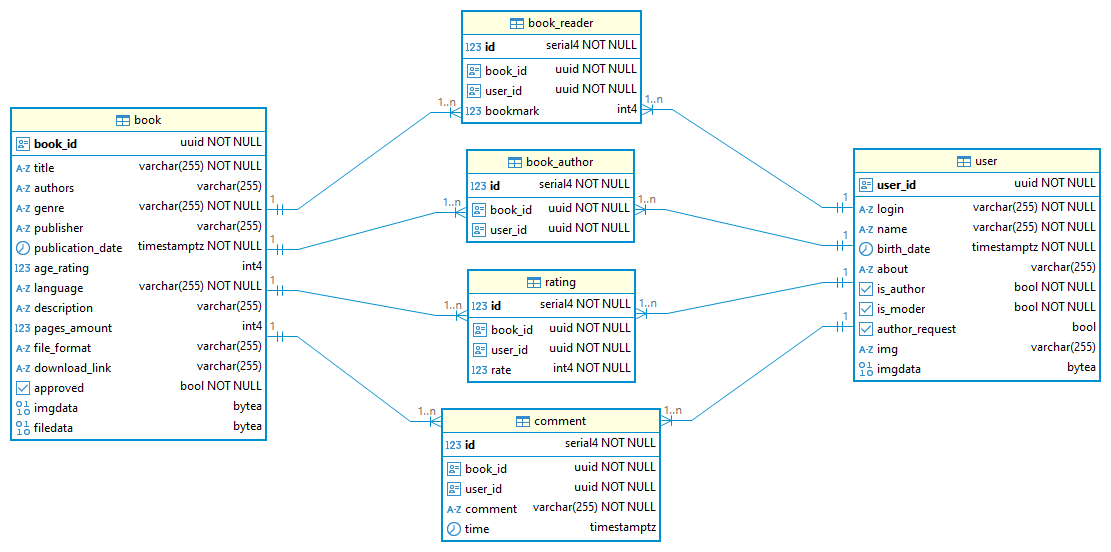 book_reader
123 id serial4 NOT NULL
book_id uuid NOT NULL
user_id uuid NOT NULL
123 bookmark int4
1..n
1..n
book
book_id uuid NOT NULL
A-Z title varchar(255) NOT NULL
A-Z authors varchar(255)
A-Z genre varchar(255) NOT NULL
A-Z publisher varchar(255)
publication_date timestamptz NOT NULL
123 age_rating int4
A-Z language varchar(255) NOT NULL
A-Z description varchar(255)
123 pages_amount int4
A-Z file_format varchar(255)
A-Z download_link varchar(255)
approved bool NOT NULL
010 imgdata bytea
010 filedata bytea
1
1
1
1
book_author
123 id serial4 NOT NULL
book_id uuid NOT NULL
user_id uuid NOT NULL
1..n
1..n
rating
123 id serial4 NOT NULL
book_id uuid NOT NULL
user_id uuid NOT NULL
123 rate int4 NOT NULL
1..n
1..n
comment
123 id serial4 NOT NULL
book_id uuid NOT NULL
user_id uuid NOT NULL
A-Z comment varchar(255) NOT NULL
time timestamptz
1..n
1..n
user
user_id uuid NOT NULL
A-Z login varchar(255) NOT NULL
A-Z name varchar(255) NOT NULL
birth_date timestamptz NOT NULL
A-Z about varchar(255)
is_author bool NOT NULL
is_moder bool NOT NULL
author_request bool
A-Z img varchar(255)
010 imgdata bytea
1
1
1
1